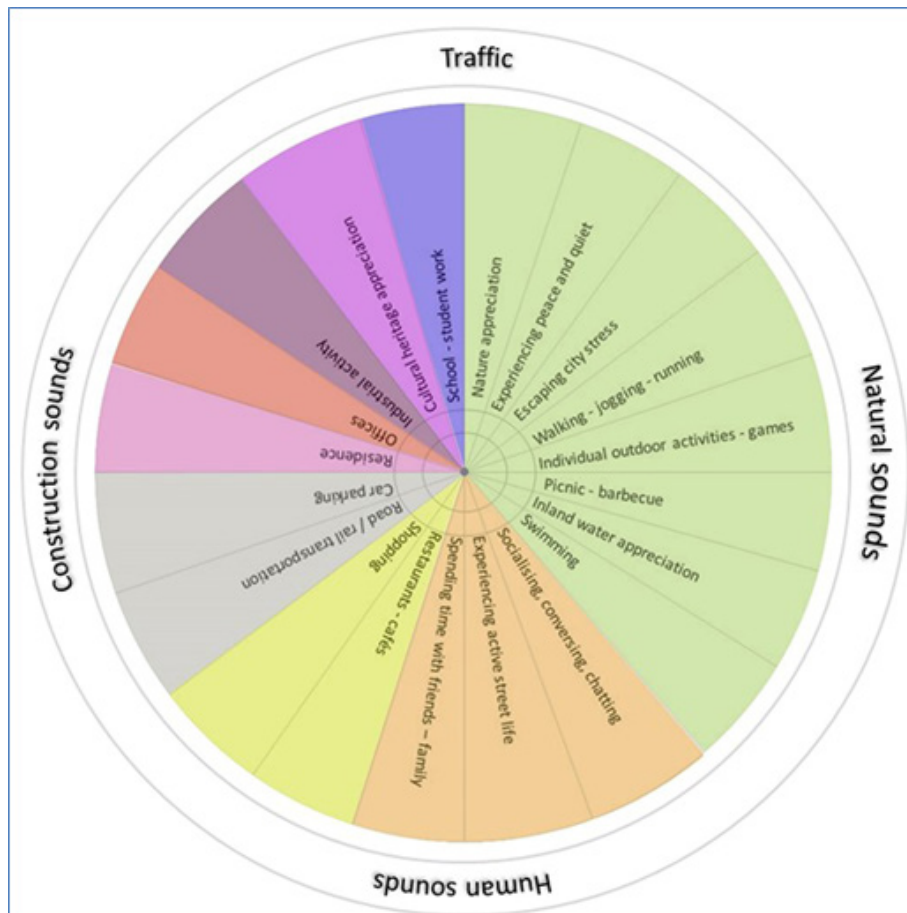 Traffic
Natural sounds
Human sounds
Construction sounds
Nature appreciation
Experiencing peace and quiet
Escaping city stress
Walking - jogging - running
Individual outdoor activities - games
Picnic - barbecue
Inland water appreciation
Swimming
Socialising, conversing, chatting
Experiencing active street life
Spending time with friends – family
Restaurants - cafés
Shopping
Road / rail transportation
Car parking
Residence
Offices
Industrial activity
Cultural heritage appreciation
School - student work